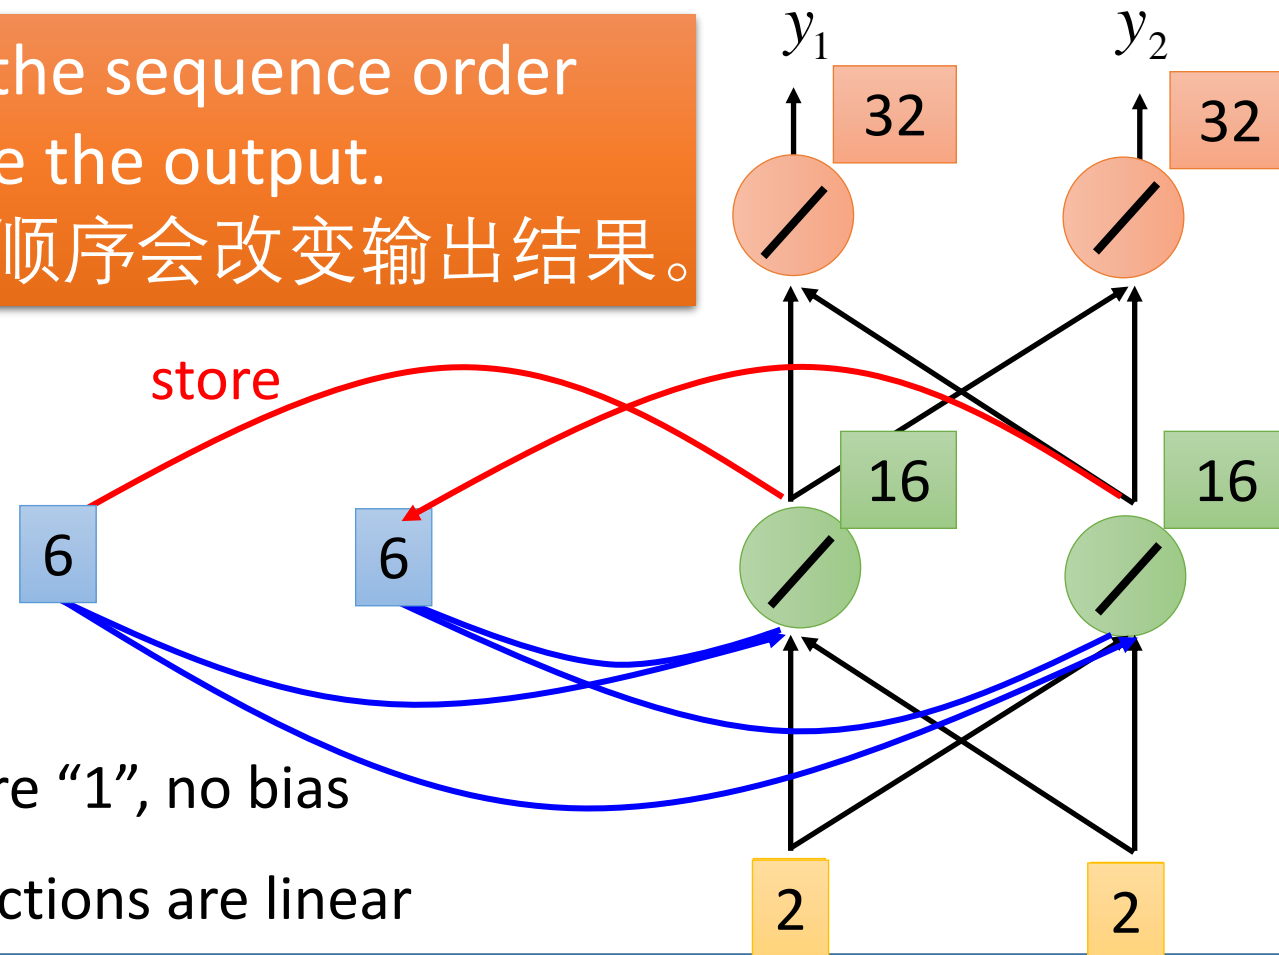 the sequence order
e the output.
顺序会改变输出结果。
y1
y2
32
32
store
16
16
6
6
re “1”, no bias
ctions are linear
2
2